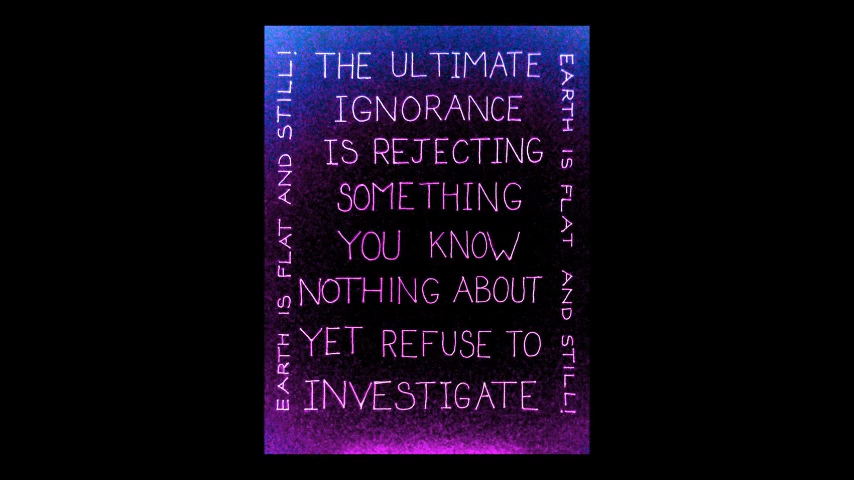 THE ULTIMATE
IGNORANCE
IS REJECTING
SOMETHING
YOU KNOW
NOTHING ABOUT
YET REFUSE TO
INVESTIGATE
EARTH IS FLAT AND STILL!
EARTH IS FLAT AND STILL!